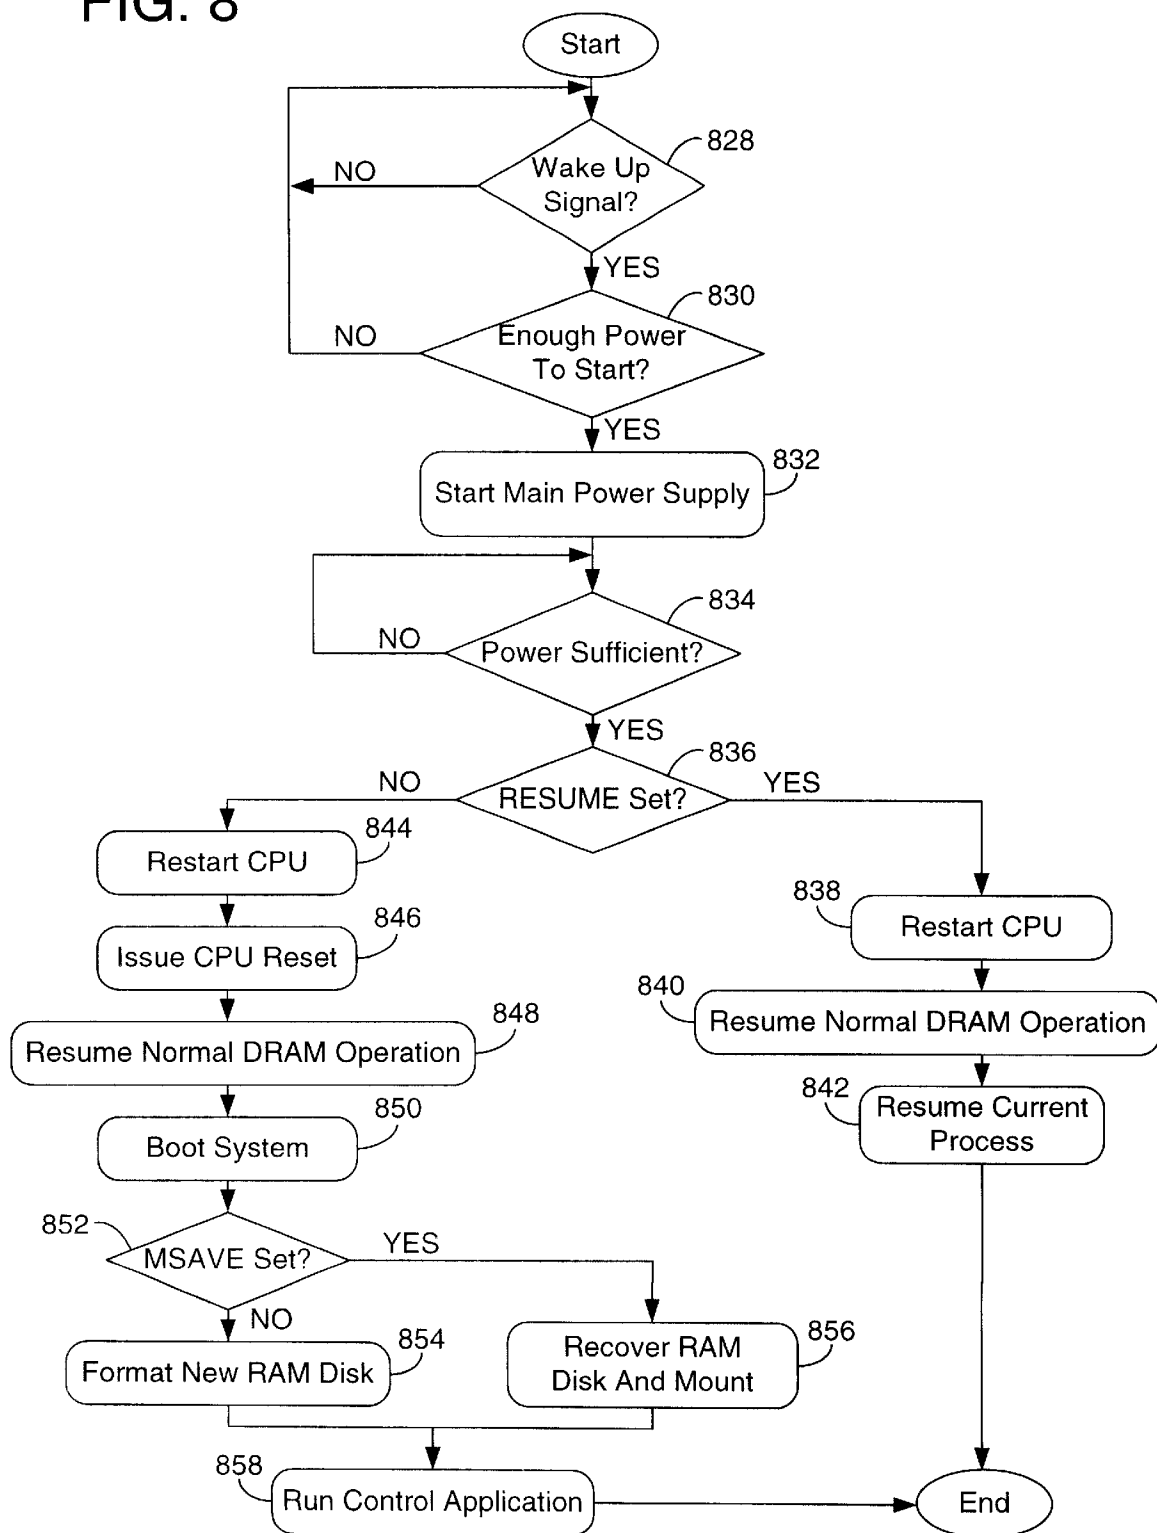 FIG. 8
Start
828
Wake Up
Signal?
NO
YES
830
Enough Power
To Start?
NO
YES
832
Start Main Power Supply
834
Power Sufficient?
NO
YES
836
RESUME Set?
NO
YES
844
Restart CPU
838
Restart CPU
846
Issue CPU Reset
840
Resume Normal DRAM Operation
848
Resume Normal DRAM Operation
842
Resume Current
Process
850
Boot System
852
MSAVE Set?
YES
NO
854
Format New RAM Disk
856
Recover RAM
Disk And Mount
858
Run Control Application
End